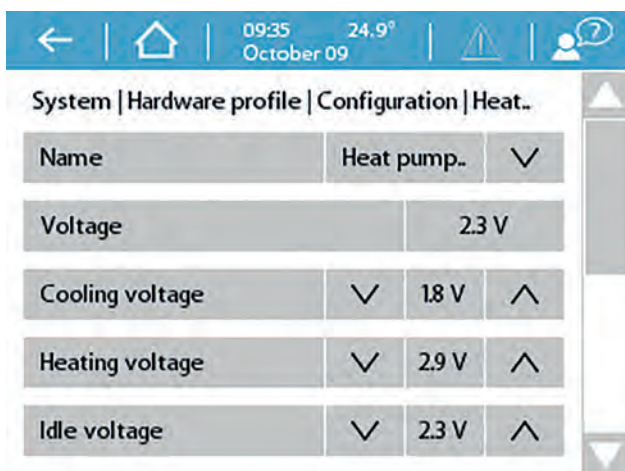 09:35 24.9°
October 09
?
System | Hardware profile | Configuration | Heat..
Name Heat pump..
Voltage 2.3 V
Cooling voltage 1.8 V
Heating voltage 2.9 V
Idle voltage 2.3 V